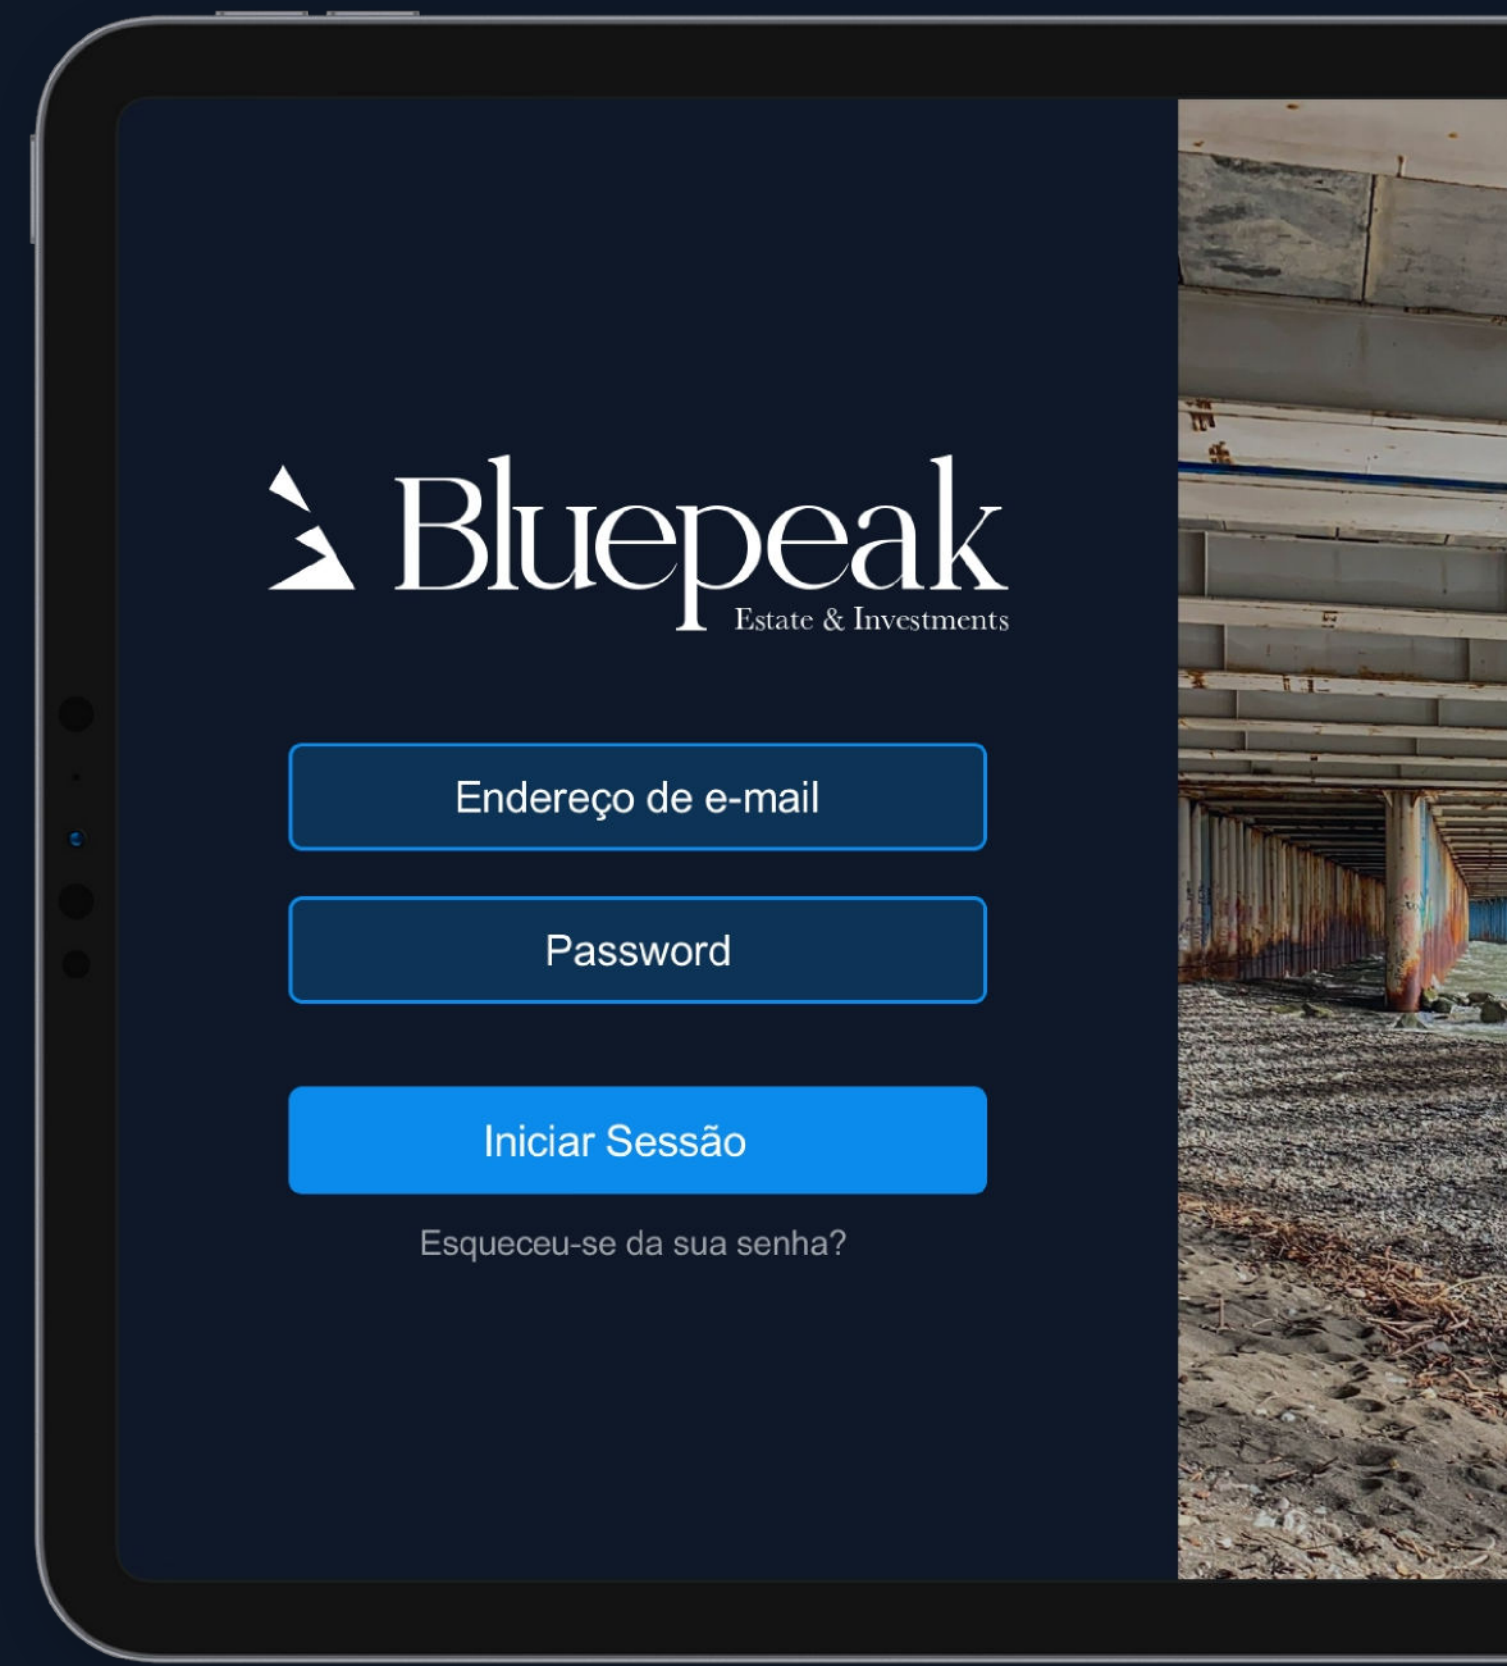 Bluepeak
Estate & Investments
Endereço de e-mail
Password
Iniciar Sessão
Esqueceu-se da sua senha?